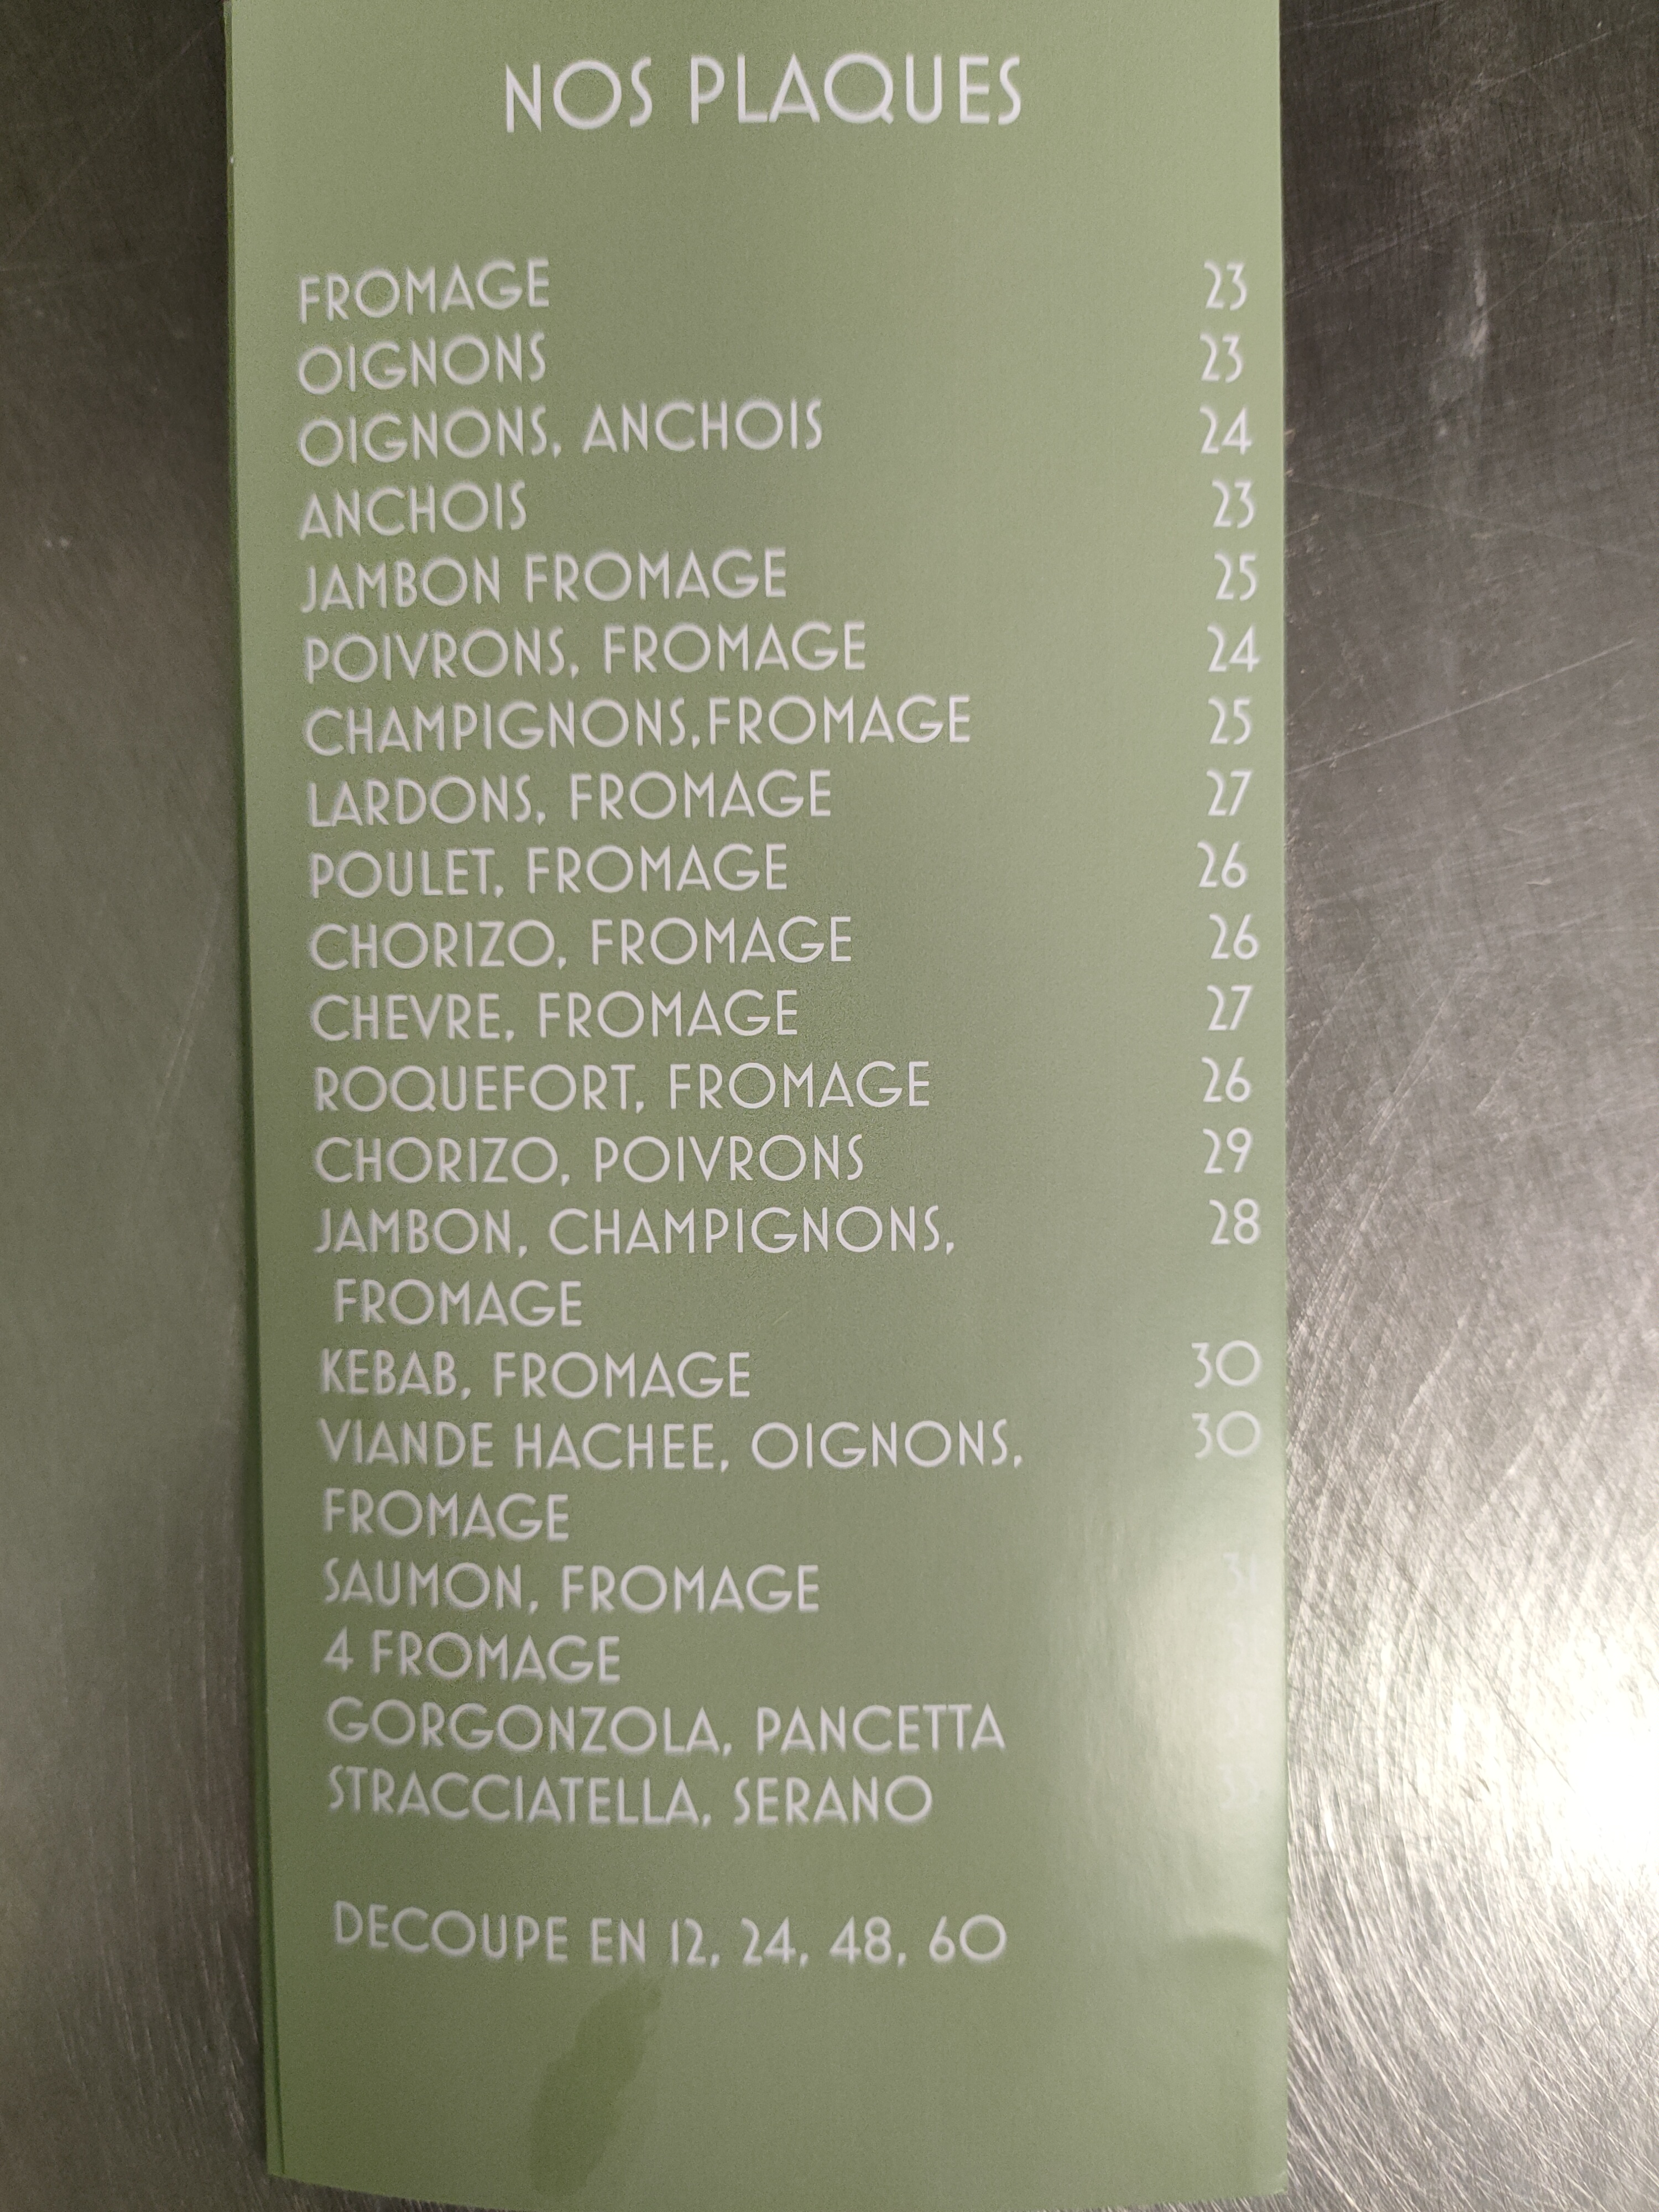 NOS PLAQUES
FROMAGE 23
OIGNONS 23
OIGNONS, ANCHOIS 24
ANCHOIS 23
JAMBON FROMAGE 25
POIVRONS, FROMAGE 24
CHAMPIGNONS,FROMAGE 25
LARDONS, FROMAGE 27
POULET, FROMAGE 26
CHORIZO, FROMAGE 26
CHEVRE, FROMAGE 27
ROQUEFORT, FROMAGE 26
CHORIZO, POIVRONS 29
JAMBON, CHAMPIGNONS, 28
FROMAGE
KEBAB, FROMAGE 30
VIANDE HACHEE, OIGNONS, 30
FROMAGE
SAUMON, FROMAGE 31
4 FROMAGE
GORGONZOLA, PANCETTA
STRACCIATELLA, SERANO
DECOUPE EN 12, 24, 48, 60